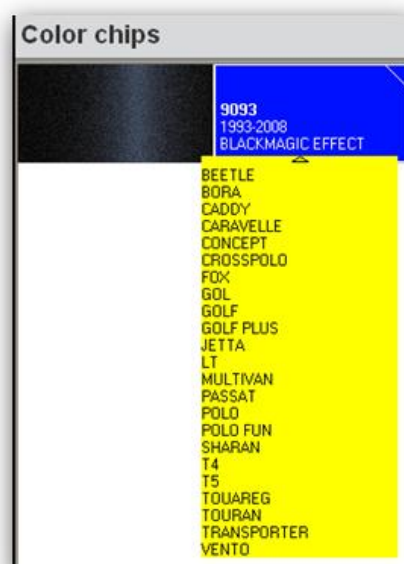 Color chips
9093
1993-2008
BLACKMAGIC EFFECT
BEETLE
BORA
CADDY
CARAVELLE
CONCEPT
CROSSPOLO
FOX
GOL
GOLF
GOLF PLUS
JETTA
LT
MULTIVAN
PASSAT
POLO
POLO FUN
SHARAN
T4
T5
TOUAREG
TOURAN
TRANSPORTER
VENTO